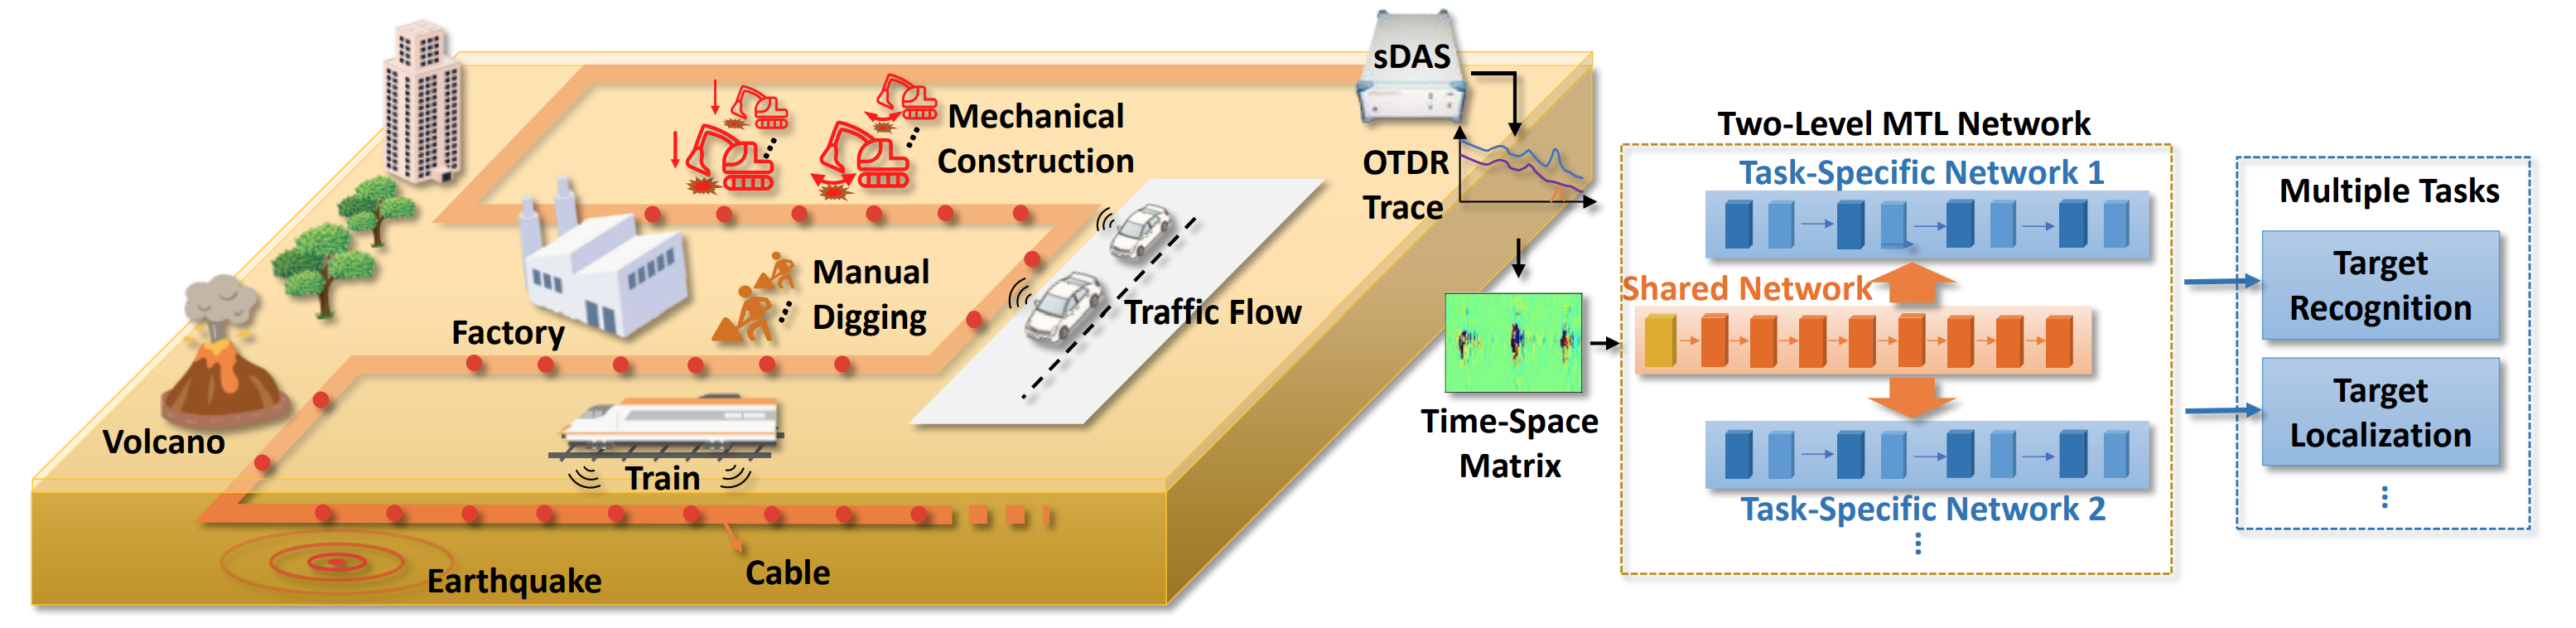 sDAS
Mechanical
Construction
OTDR
Trace
Manual
Digging
Factory
Traffic Flow
Volcano
Train
Earthquake
Cable
Time-Space
Matrix
Two-Level MTL Network
Task-Specific Network 1
Shared Network
Task-Specific Network 2
Multiple Tasks
Target
Recognition
Target
Localization